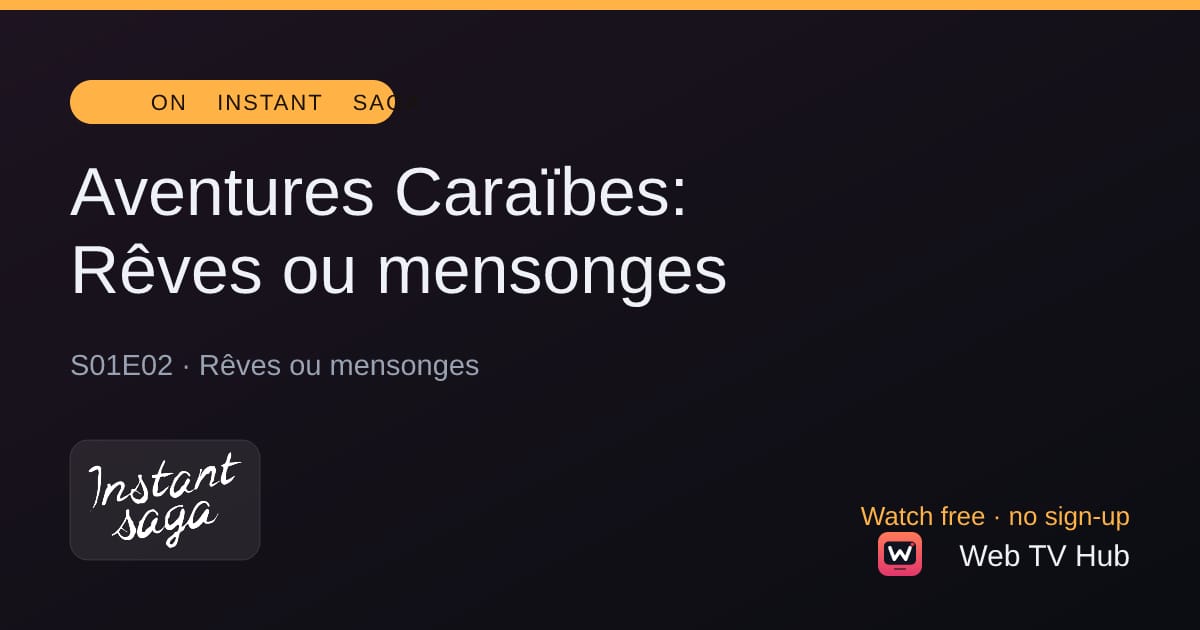 ON INSTANT SAGA
Aventures Caraïbes:
Rêves ou mensonges
S01E02 · Rêves ou mensonges
Instant
saga
Watch free · no sign-up
W
Web TV Hub